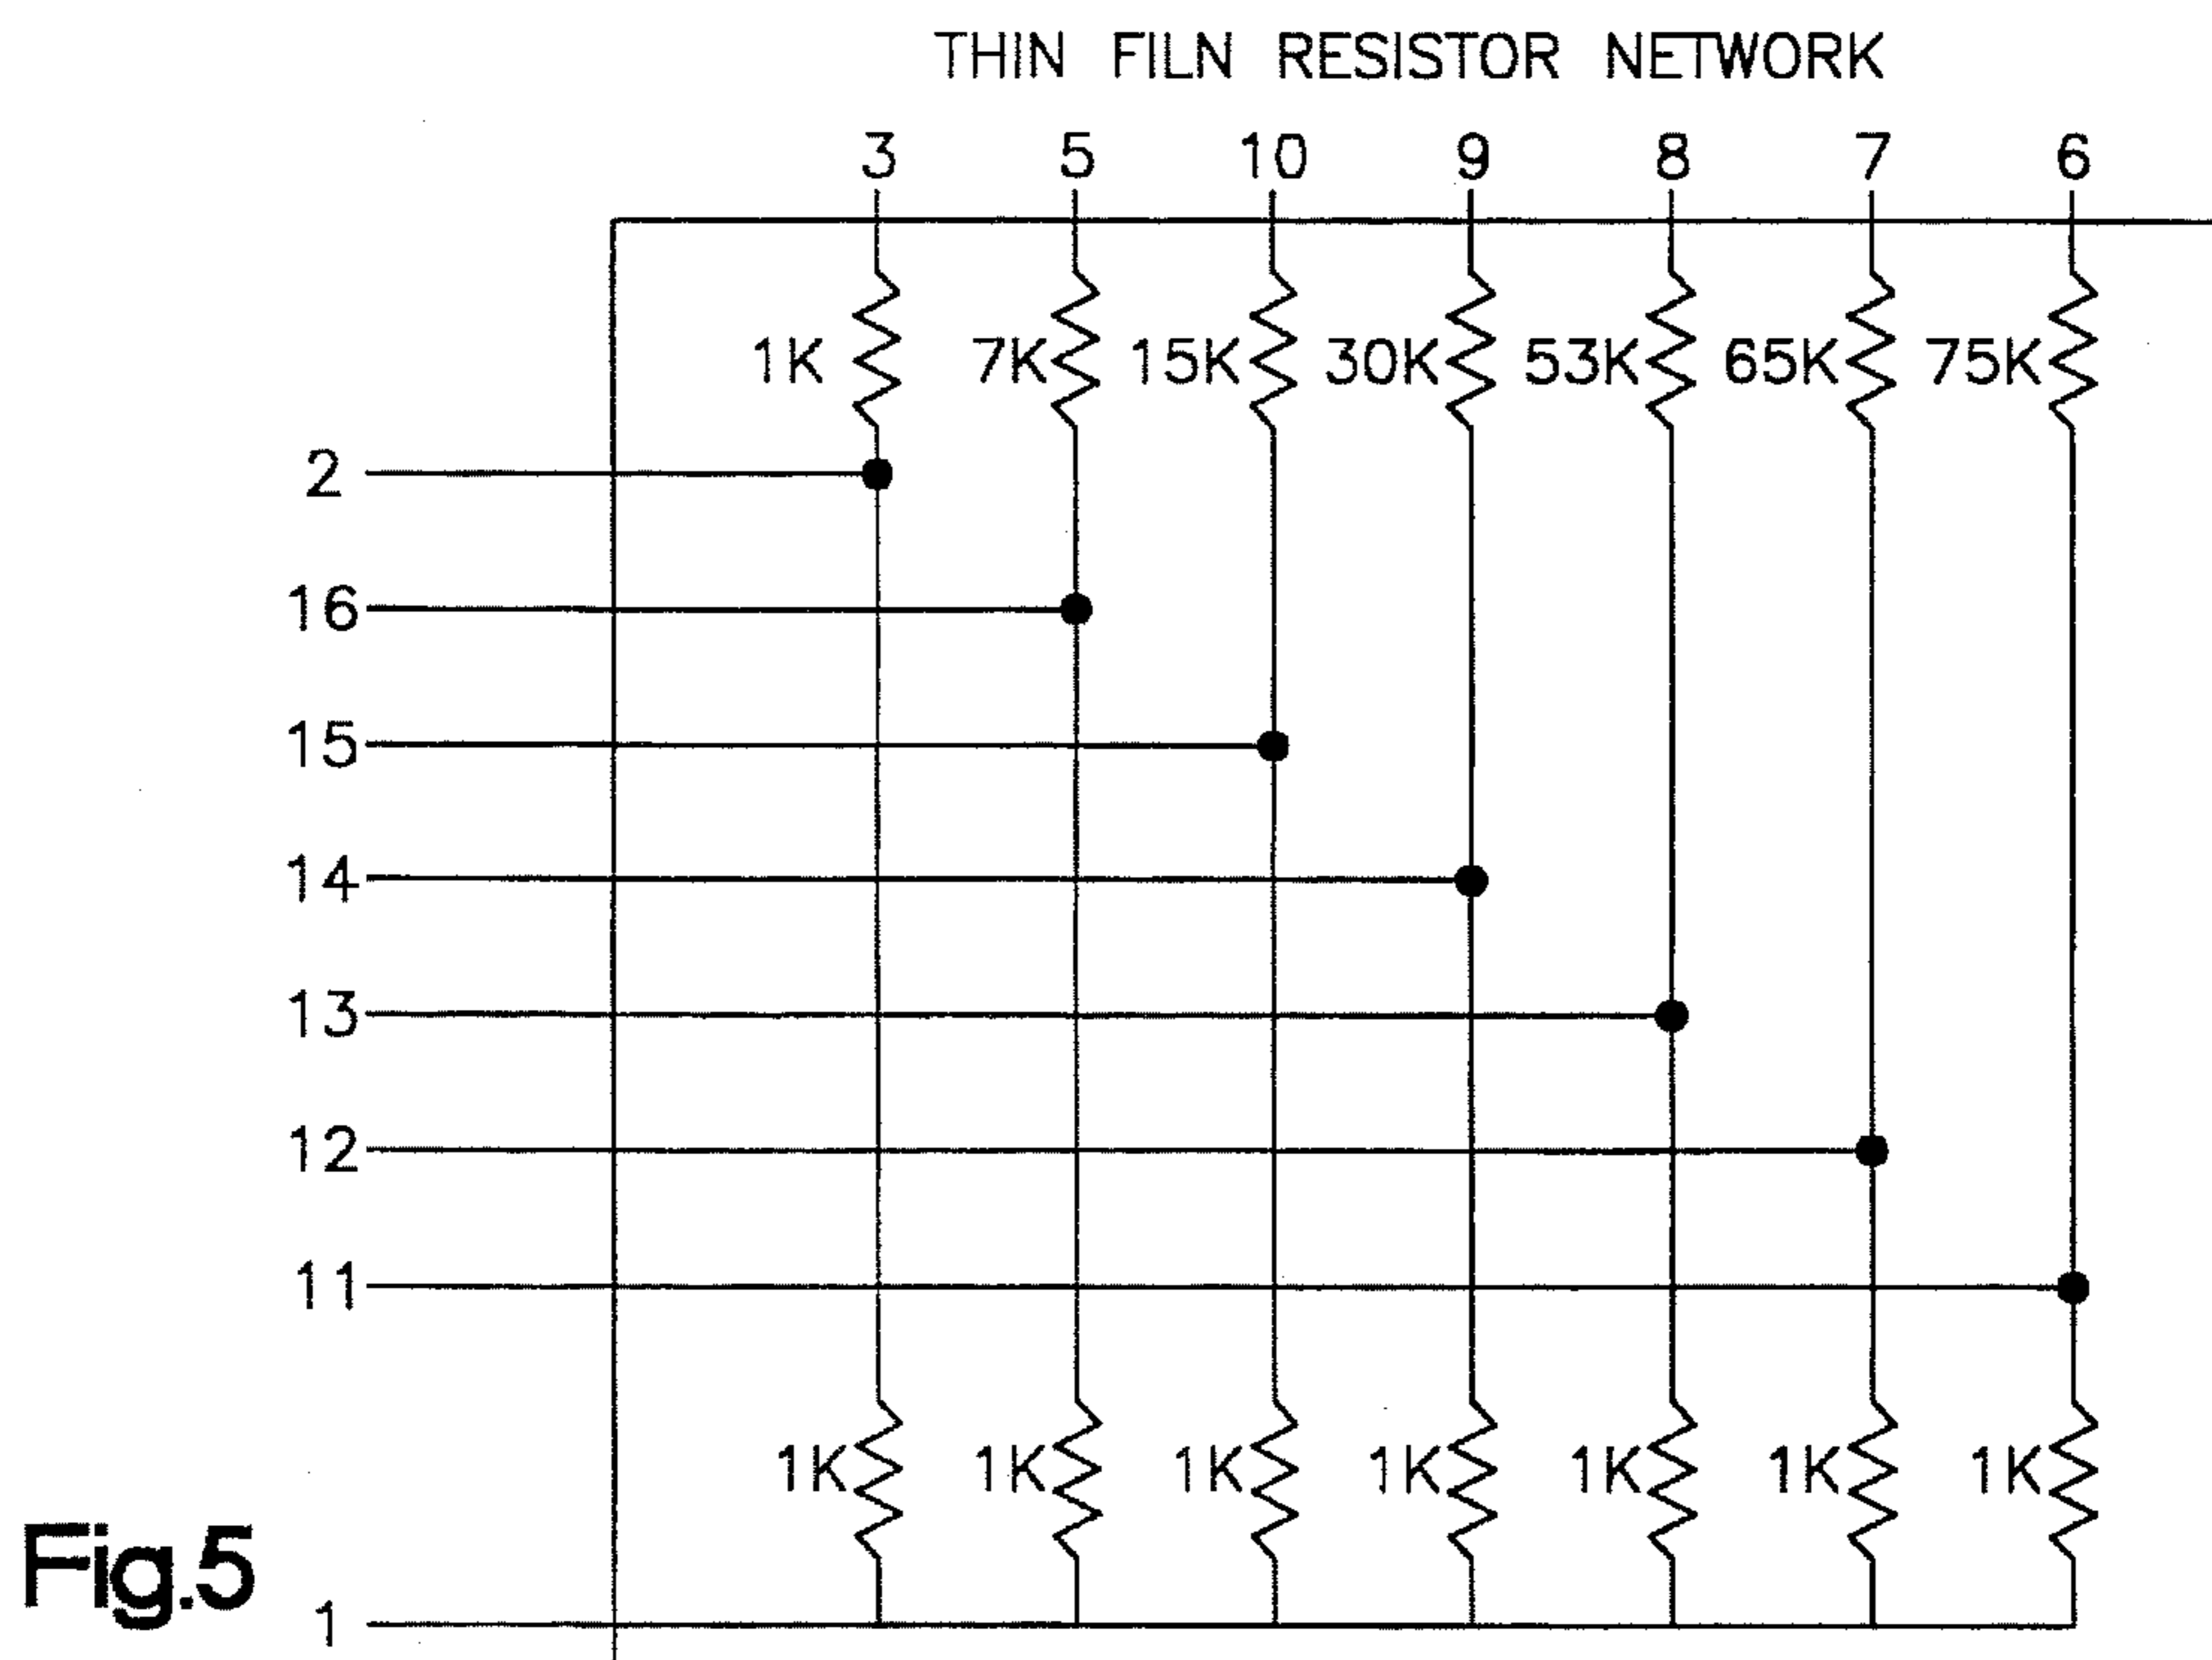 THIN FILN RESISTOR NETWORK
3 5 10 9 8 7 6
1K 7K 15K 30K 53K 65K 75K
2
16
15
14
13
12
11
1K 1K 1K 1K 1K 1K 1K
Fig.5
1